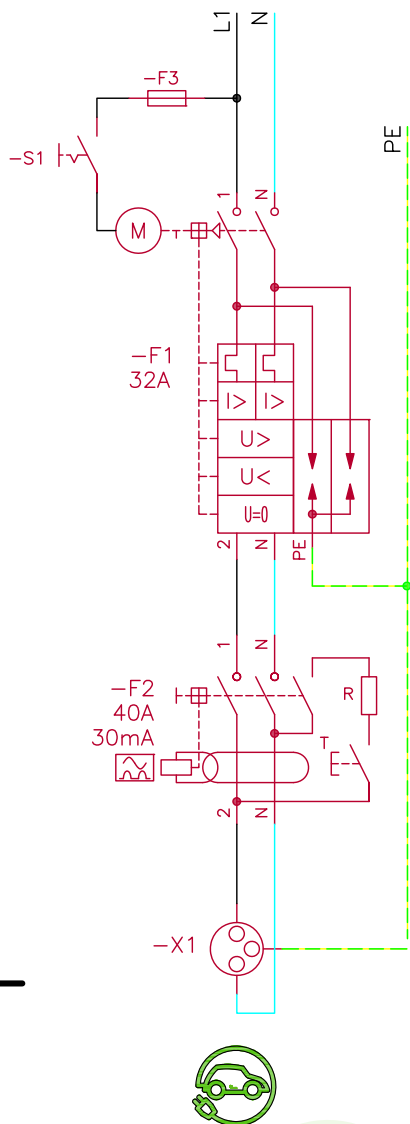 L1
N
-F3
PE
-S1
1
N
M
T
-F1
32A
I> I>
U>
U<
U=0
2
N
PE
1
N
-F2
40A
30mA
R
T
2
N
-X1